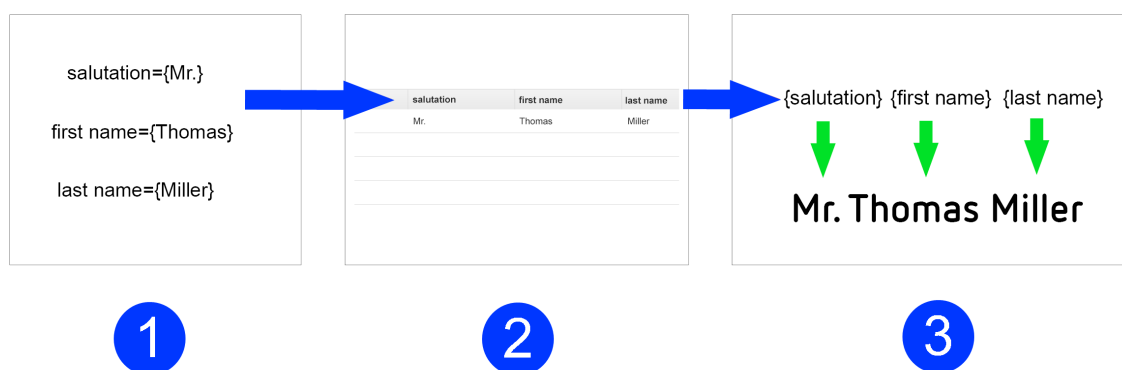 salutation={Mr.}
first name={Thomas}
last name={Miller}
salutation first name last name
Mr. Thomas Miller
{salutation} {first name} {last name}
Mr. Thomas Miller
1
2
3